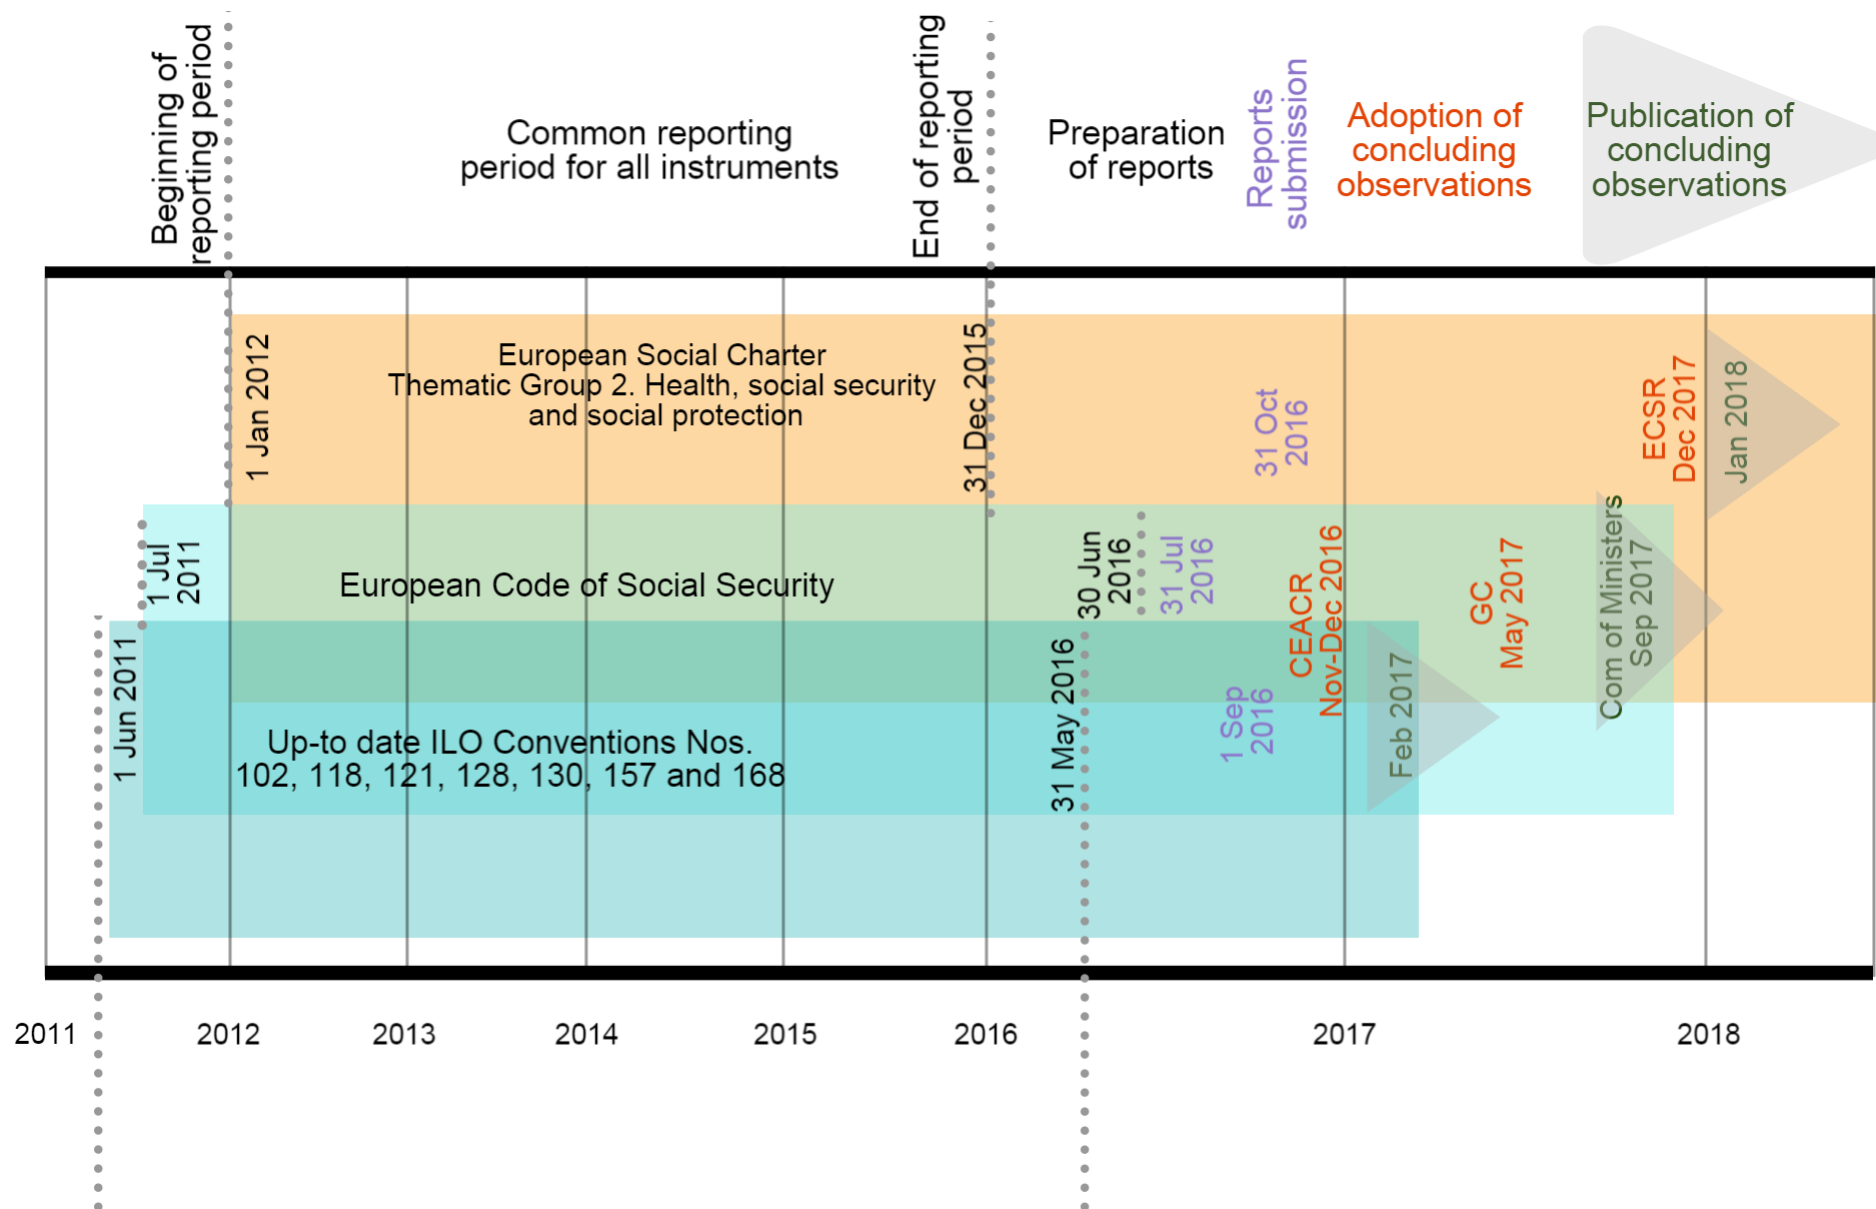 Beginning of
reporting period
Common reporting
period for all instruments
End of reporting
period
Preparation
of reports
Reports
submission
Adoption of
concluding
observations
Publication of
concluding
observations
1 Jan 2012
European Social Charter
Thematic Group 2. Health, social security
and social protection
31 Dec 2015
31 Oct
2016
ECSR
Dec 2017
Jan 2018
1 Jul
2011
European Code of Social Security
30 Jun
2016
31 Jul
2016
CEACR
Nov-Dec 2016
GC
May 2017
Com of Ministers
Sep 2017
1 Jun 2011
Up-to date ILO Conventions Nos.
102, 118, 121, 128, 130, 157 and 168
31 May 2016
1 Sep
2016
Feb 2017
2011 2012 2013 2014 2015 2016 2017 2018